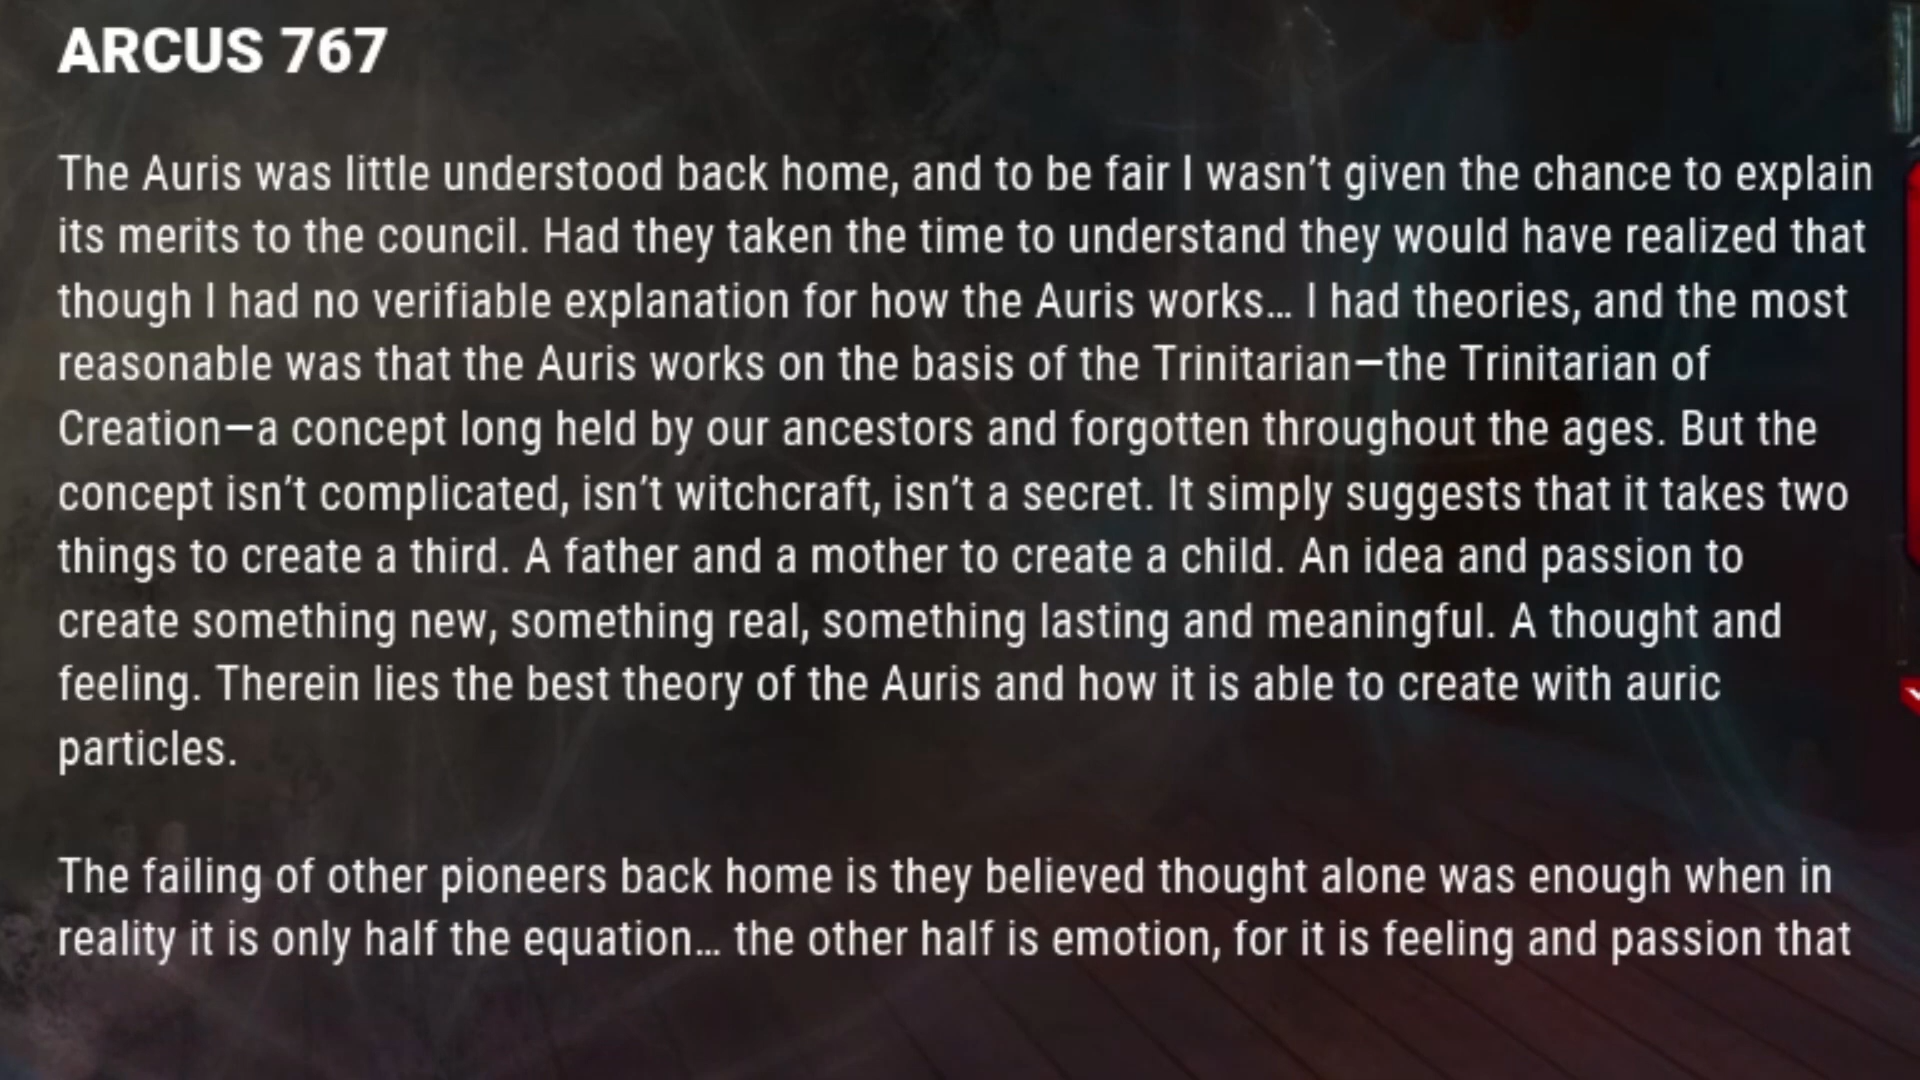 ARCUS 767
The Auris was little understood back home, and to be fair I wasn’t given the chance to explain
its merits to the council. Had they taken the time to understand they would have realized that
though I had no verifiable explanation for how the Auris works… I had theories, and the most
reasonable was that the Auris works on the basis of the Trinitarian—the Trinitarian of
Creation—a concept long held by our ancestors and forgotten throughout the ages. But the
concept isn’t complicated, isn’t witchcraft, isn’t a secret. It simply suggests that it takes two
things to create a third. A father and a mother to create a child. An idea and passion to
create something new, something real, something lasting and meaningful. A thought and
feeling. Therein lies the best theory of the Auris and how it is able to create with auric
particles.
The failing of other pioneers back home is they believed thought alone was enough when in
reality it is only half the equation… the other half is emotion, for it is feeling and passion that